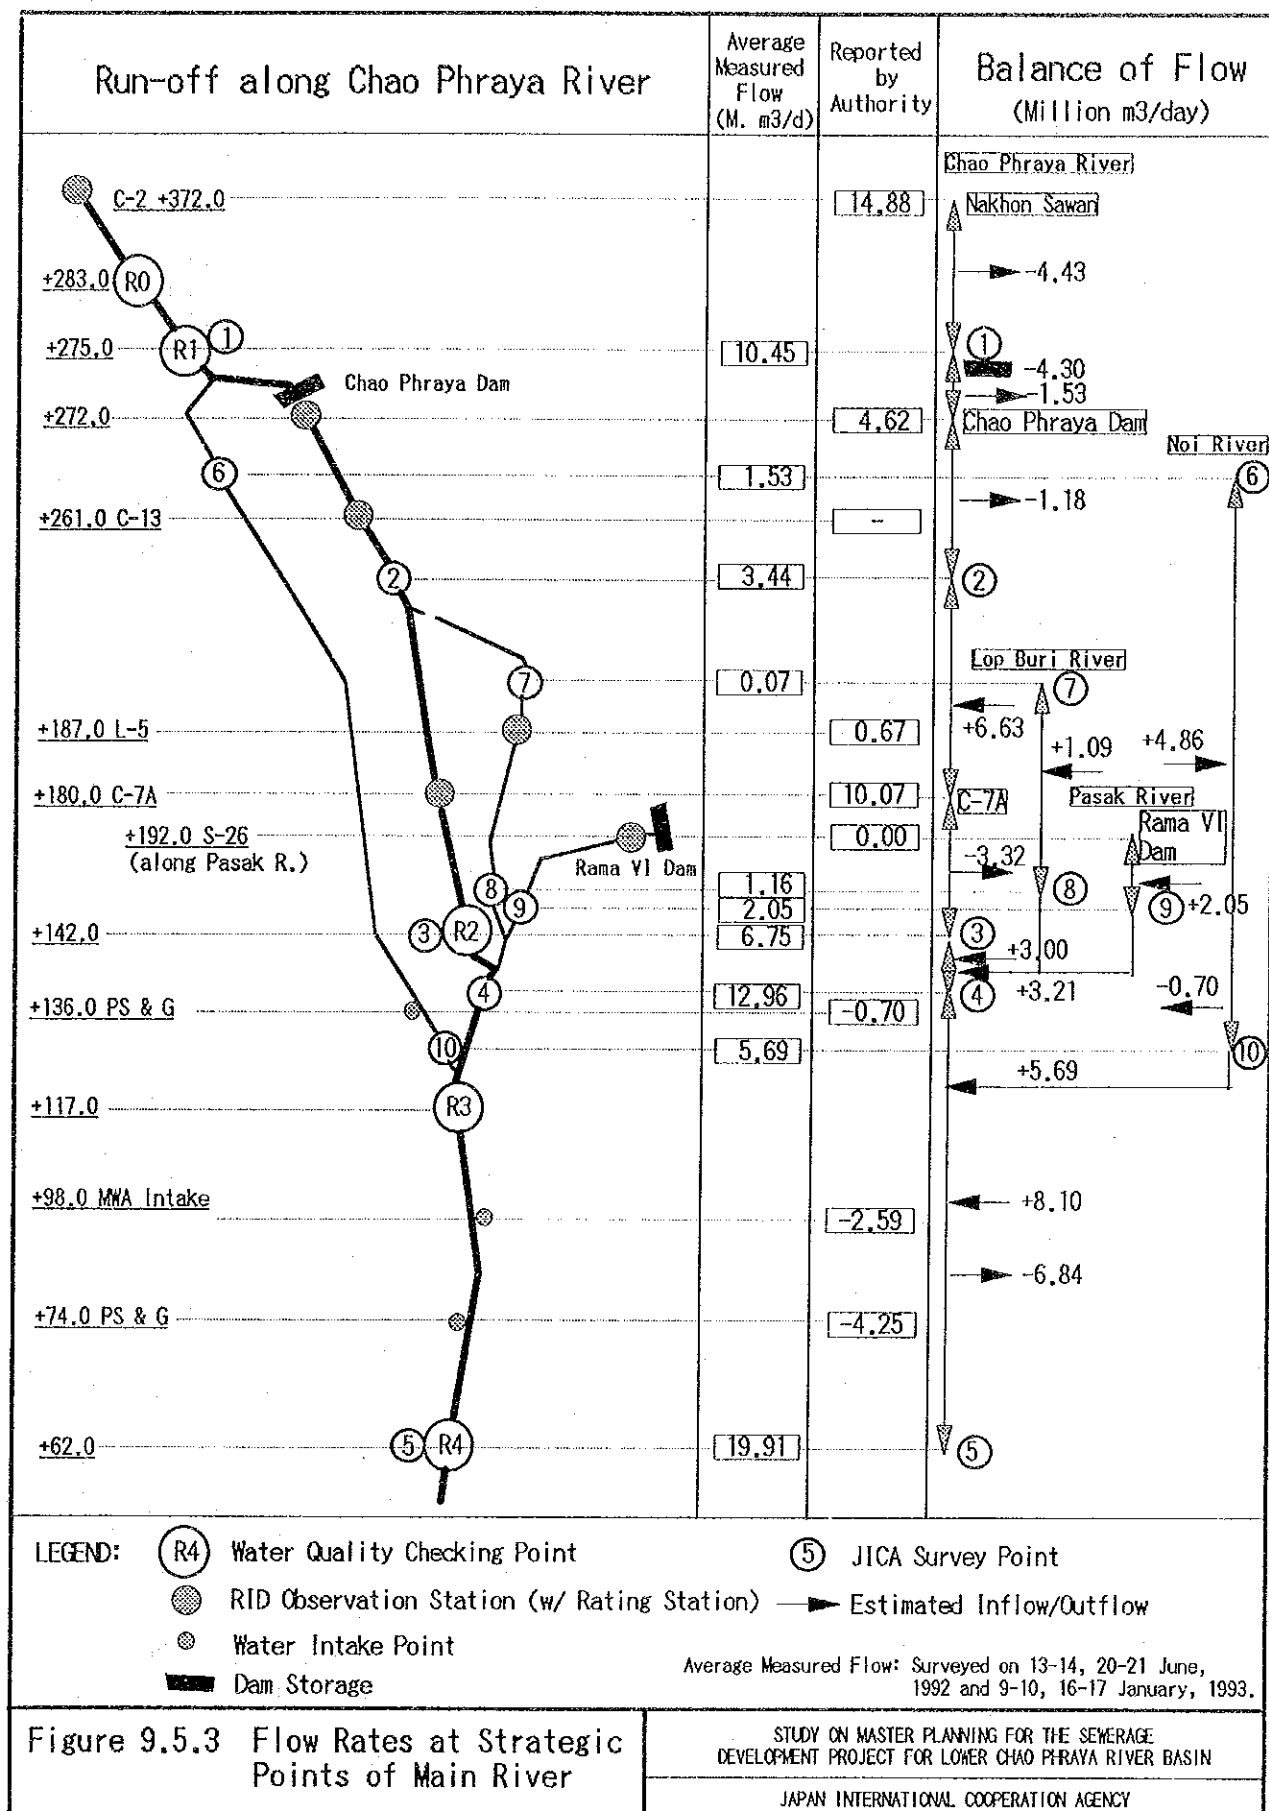 Run-off along Chao Phraya River
Average
Measured
Flow
(M. m3/d)
Reported
by
Authority
Balance of Flow
(Million m3/day)
Chao Phraya River
C-2 +372.0
14.88
Nakhon Sawan
+283.0
R0
-4.43
+275.0
R1
1
10.45
1
-4.30
Chao Phraya Dam
-1.53
+272.0
4.62
Chao Phraya Dam
Noi River
6
1.53
6
+261.0 C-13
--
-1.18
2
3.44
2
Lop Buri River
7
0.07
7
+187.0 L-5
0.67
+6.63
+1.09
+4.86
+180.0 C-7A
10.07
C-7A
Pasak River
+192.0 S-26
(along Pasak R.)
0.00
Rama VI
Dam
Rama VI Dam
-3.32
8
1.16
8
9
2.05
9
+2.05
+142.0
3
R2
6.75
3
+3.00
4
12.96
4
+3.21
-0.70
+136.0 PS & G
-0.70
10
5.69
10
+5.69
+117.0
R3
+98.0 MWA Intake
+8.10
-2.59
-6.84
+74.0 PS & G
-4.25
+62.0
5
R4
19.91
5
LEGEND:
R4
Water Quality Checking Point
5
JICA Survey Point
RID Observation Station (w/ Rating Station)
Estimated Inflow/Outflow
Water Intake Point
Dam Storage
Average Measured Flow: Surveyed on 13-14, 20-21 June,
1992 and 9-10, 16-17 January, 1993.
Figure 9.5.3 Flow Rates at Strategic
Points of Main River
STUDY ON MASTER PLANNING FOR THE SEWERAGE
DEVELOPMENT PROJECT FOR LOWER CHAO PHRAYA RIVER BASIN
JAPAN INTERNATIONAL COOPERATION AGENCY